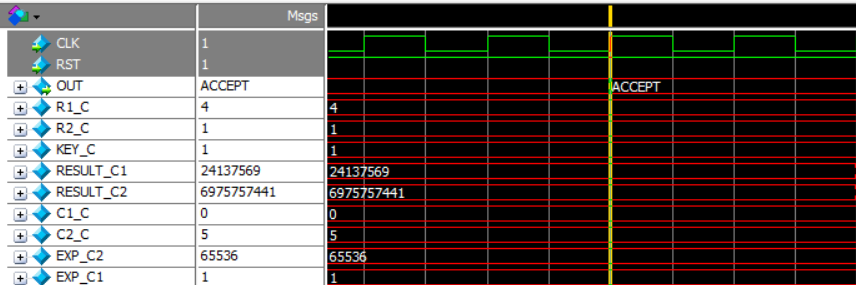 Msgs
CLK 1
RST 1
OUT ACCEPT ACCEPT
R1_C 4 4
R2_C 1 1
KEY_C 1 1
RESULT_C1 24137569 24137569
RESULT_C2 6975757441 6975757441
C1_C 0 0
C2_C 5 5
EXP_C2 65536 65536
EXP_C1 1 1